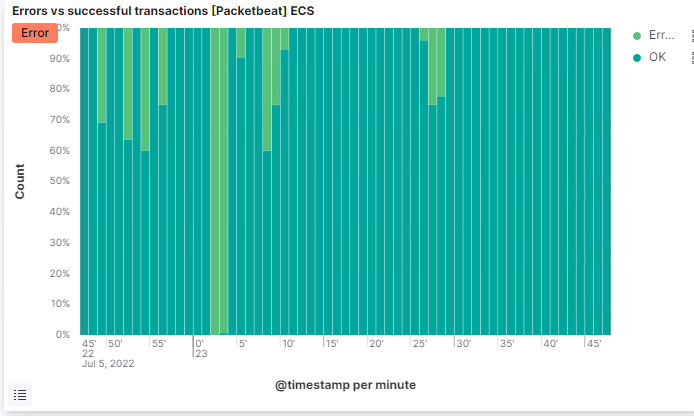 Errors vs successful transactions [Packetbeat] ECS
Error
0%
90%
80%
70%
60%
50%
40%
30%
20%
10%
0%
Count
Err...
OK
45' 50' 55' 0' 5' 10' 15' 20' 25' 30' 35' 40' 45'
22 23
Jul 5, 2022
@timestamp per minute